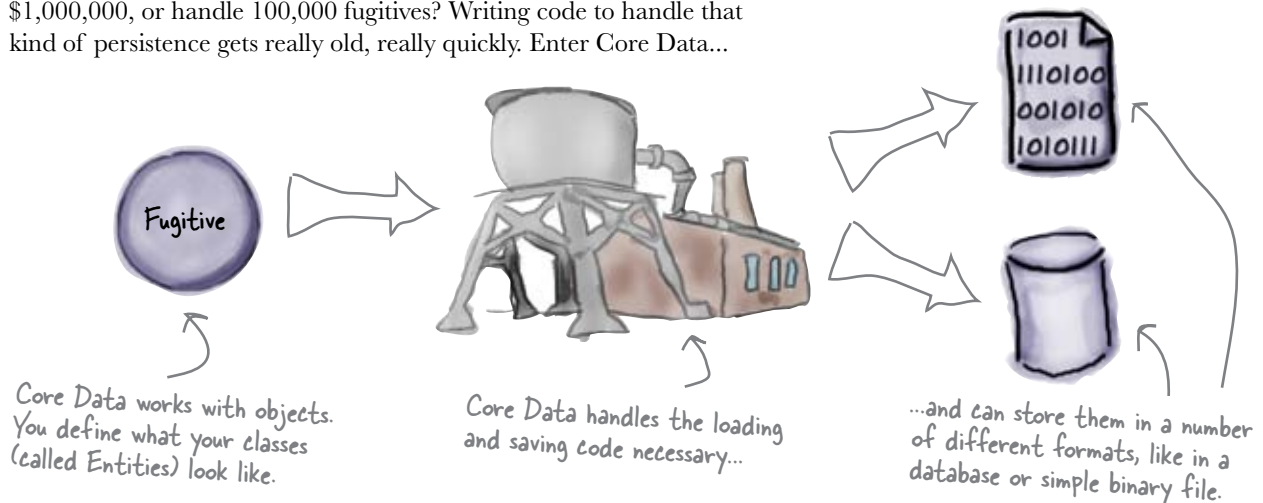 $1,000,000, or handle 100,000 fugitives? Writing code to handle that
kind of persistence gets really old, really quickly. Enter Core Data...
1001
1110100
001010
1010111
Fugitive
Core Data works with objects.
You define what your classes
(called Entities) look like.
Core Data handles the loading
and saving code necessary...
...and can store them in a number
of different formats, like in a
database or simple binary file.